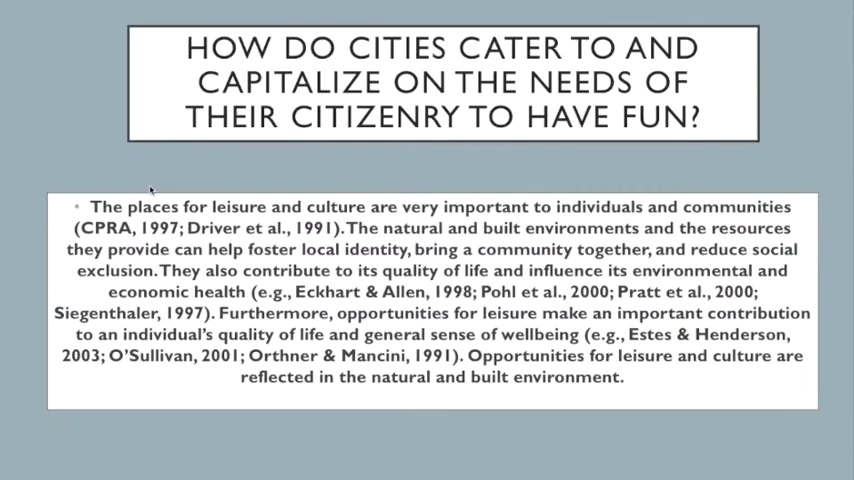 HOW DO CITIES CATER TO AND
CAPITALIZE ON THE NEEDS OF
THEIR CITIZENRY TO HAVE FUN?
• The places for leisure and culture are very important to individuals and communities
(CPRA, 1997; Driver et al., 1991). The natural and built environments and the resources
they provide can help foster local identity, bring a community together, and reduce social
exclusion. They also contribute to its quality of life and influence its environmental and
economic health (e.g., Eckhart & Allen, 1998; Pohl et al., 2000; Pratt et al., 2000;
Siegenthaler, 1997). Furthermore, opportunities for leisure make an important contribution
to an individual's quality of life and general sense of wellbeing (e.g., Estes & Henderson,
2003; O'Sullivan, 2001; Orthner & Mancini, 1991). Opportunities for leisure and culture are
reflected in the natural and built environment.